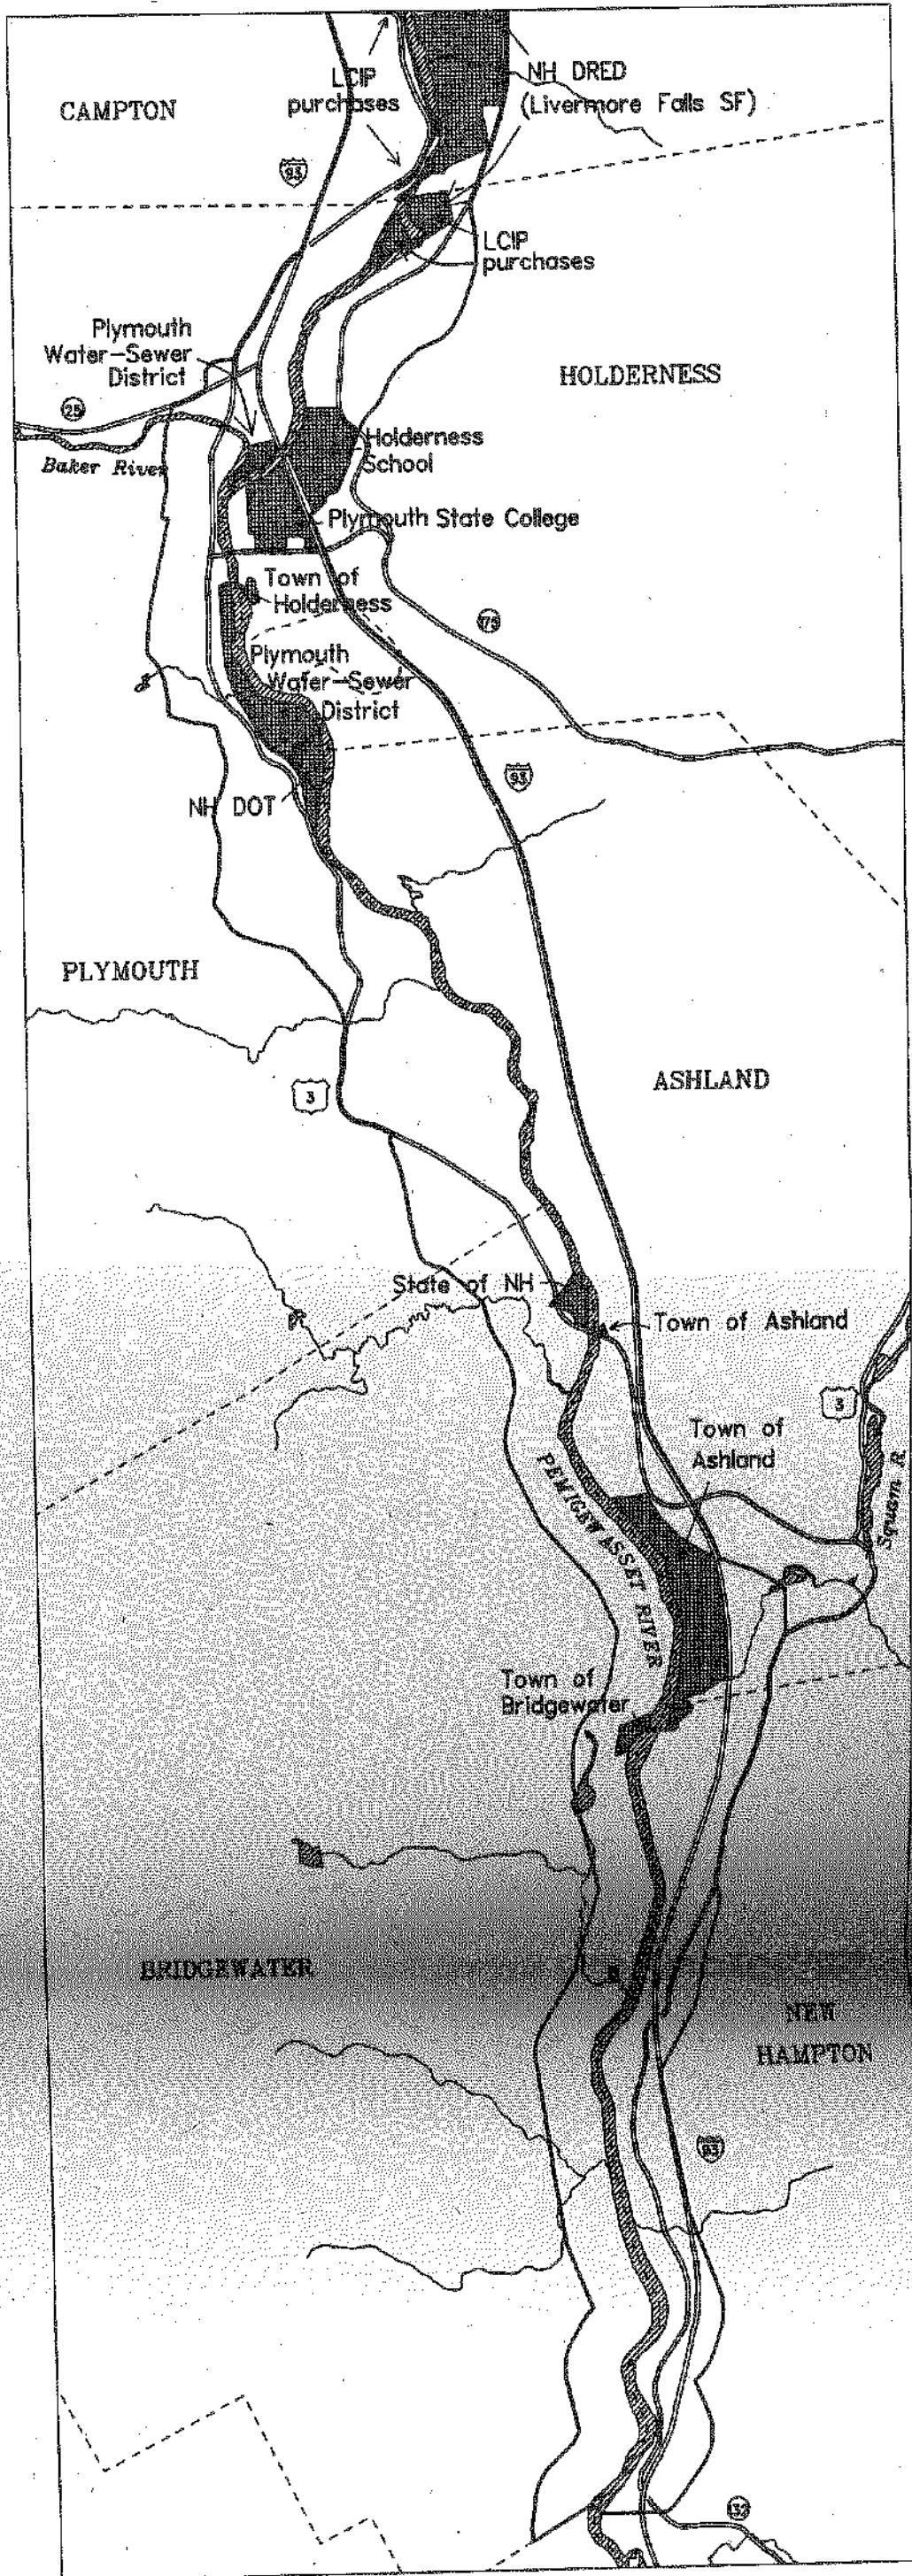 LCIP
purchases
NH DRED
(Livermore Falls SF)
CAMPTON
93
LCIP
purchases
Plymouth
Water-Sewer
District
HOLDERNESS
25
Baker River
Holderness
School
Plymouth State College
Town of
Holderness
175
Plymouth
Water-Sewer
District
93
NH DOT
PLYMOUTH
ASHLAND
3
State of NH
Town of Ashland
3
Town of
Ashland
Squam R.
PEMIGEWASSET RIVER
Town of
Bridgewater
BRIDGEWATER
NEW
HAMPTON
93
132